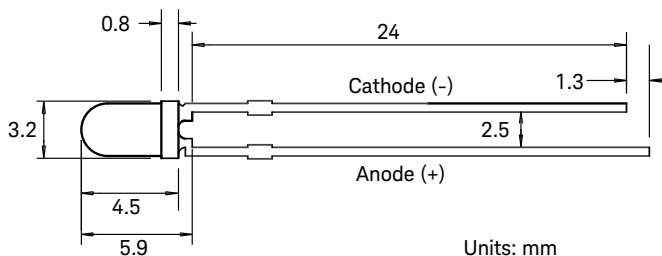 0.8
24
Cathode (-)
1.3
3.2
2.5
Anode (+)
4.5
5.9
Units: mm